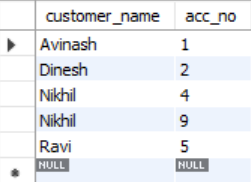 customer_name acc_no
Avinash 1
Dinesh 2
Nikhil 4
Nikhil 9
Ravi 5
NULL NULL